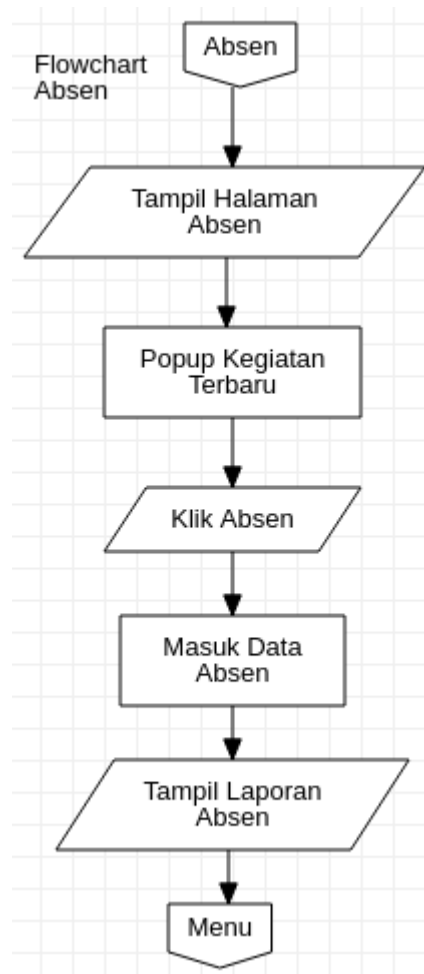 Absen
Flowchart
Absen
Tampil Halaman
Absen
Popup Kegiatan
Terbaru
Klik Absen
Masuk Data
Absen
Tampil Laporan
Absen
Menu